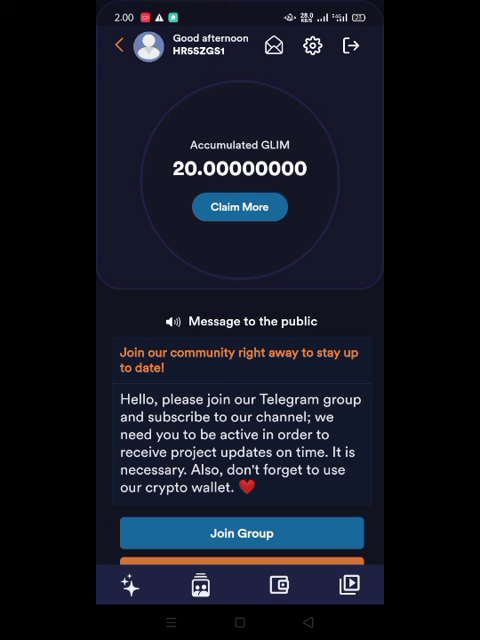 2.00
28.0
KB/S
Good afternoon
HR5SZGS1
Accumulated GLIM
20.00000000
Claim More
Message to the public
Join our community right away to stay up
to date!
Hello, please join our Telegram group
and subscribe to our channel; we
need you to be active in order to
receive project updates on time. It is
necessary. Also, don't forget to use
our crypto wallet. ❤️
Join Group